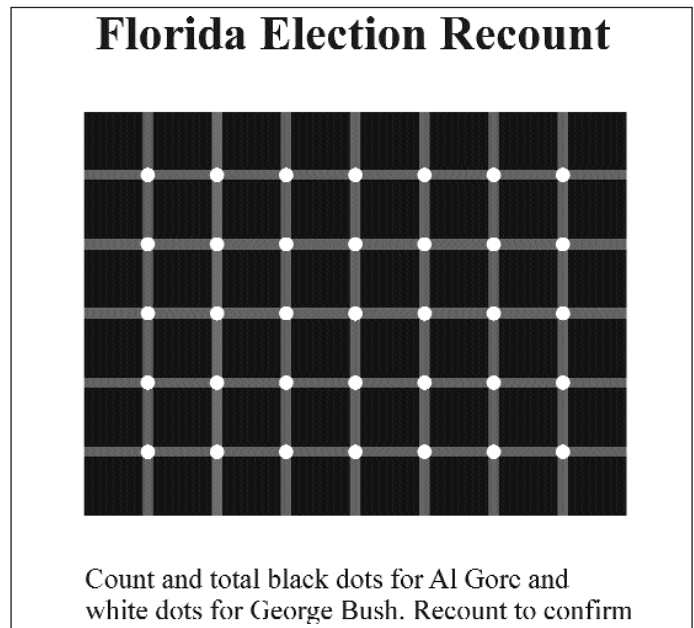 Florida Election Recount
Count and total black dots for Al Gore and
white dots for George Bush. Recount to confirm